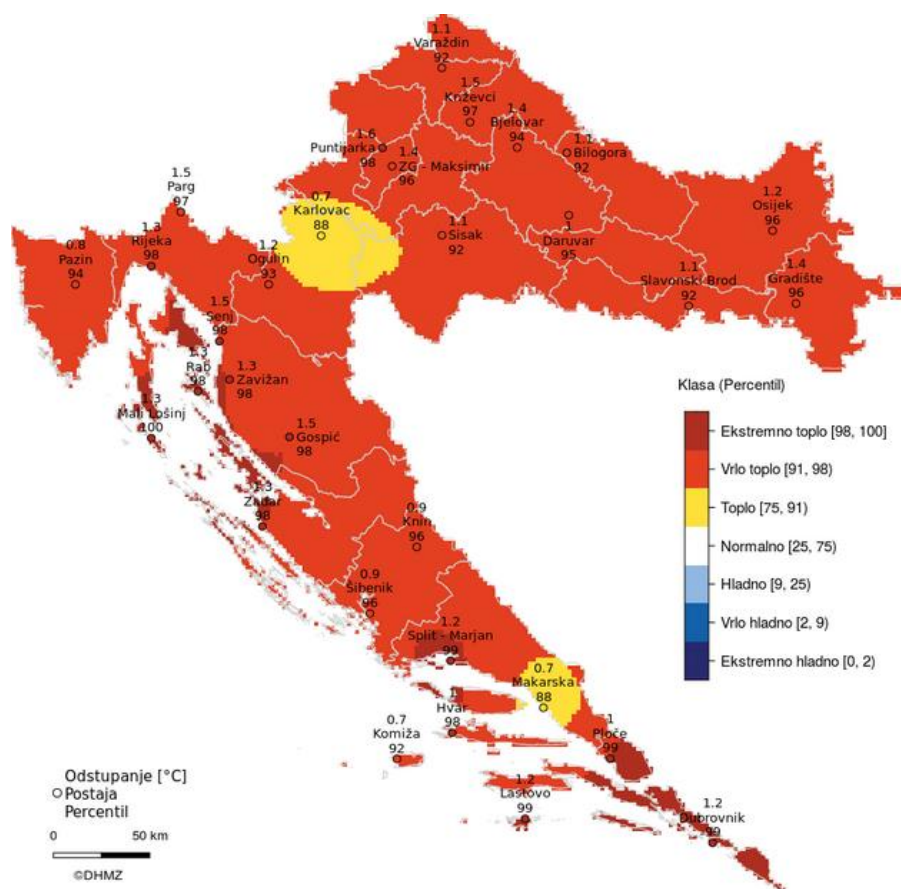 1.1
Varaždin
92
1.5
Križevci
97
1.4
Bjelovar
94
1.6
Puntijarka
98
1.4
ZG - Maksimir
96
1.1
Bilogora
92
1.5
Parg
97
0.7
Karlovac
88
1.2
Osijek
96
1.3
Rijeka
98
1.1
Sisak
92
1
Daruvar
95
0.8
Pazin
94
1.2
Ogulin
93
1.1
Slavonski Brod
92
1.4
Gradište
96
1.5
Senj
98
1.3
Rab
98
1.3
Zavižan
98
1.3
Mali Lošinj
100
1.5
Gospić
98
1.3
Zadar
98
0.9
Knin
96
0.9
Šibenik
96
1.2
Split - Marjan
99
0.7
Makarska
88
1
Hvar
98
0.7
Komiža
92
1
Ploče
99
1.2
Lastovo
99
1.2
Dubrovnik
99
Klasa (Percentil)
Ekstremno toplo [98, 100]
Vrlo toplo [91, 98)
Toplo [75, 91)
Normalno [25, 75)
Hladno [9, 25)
Vrlo hladno [2, 9)
Ekstremno hladno [0, 2)
Odstupanje [°C]
Postaja
Percentil
0 50 km
©DHMZ